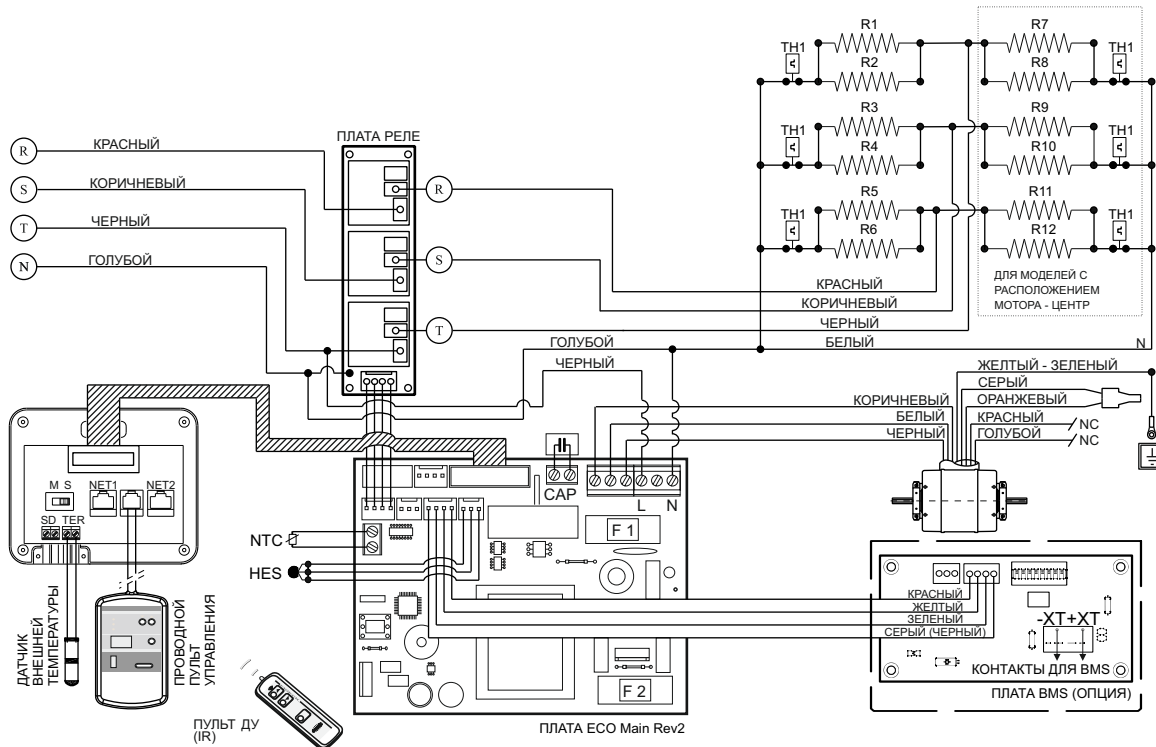 R1
R2
R3
R4
R5
R6
R7
R8
R9
R10
R11
R12
TH1
TH1
TH1
TH1
TH1
TH1
ДЛЯ МОДЕЛЕЙ С
РАСПОЛОЖЕНИЕМ
МОТОРА - ЦЕНТР
ПЛАТА РЕЛЕ
R
КРАСНЫЙ
S
КОРИЧНЕВЫЙ
T
ЧЕРНЫЙ
N
ГОЛУБОЙ
R
S
T
КРАСНЫЙ
КОРИЧНЕВЫЙ
ЧЕРНЫЙ
ГОЛУБОЙ
БЕЛЫЙ
N
ЧЕРНЫЙ
ЖЕЛТЫЙ - ЗЕЛЕНЫЙ
СЕРЫЙ
ОРАНЖЕВЫЙ
КРАСНЫЙ
NC
ГОЛУБОЙ
NC
КОРИЧНЕВЫЙ
БЕЛЫЙ
ЧЕРНЫЙ
M S
NET1
NET2
SD TER
CAP
L
N
F 1
F 2
NTC
HES
КРАСНЫЙ
ЖЕЛТЫЙ
ЗЕЛЕНЫЙ
СЕРЫЙ (ЧЕРНЫЙ)
-XT+XT
КОНТАКТЫ ДЛЯ BMS
ПЛАТА BMS (ОПЦИЯ)
ДАТЧИК
ВНЕШНЕЙ
ТЕМПЕРАТУРЫ
ПРОВОДНОЙ
ПУЛЬТ
УПРАВЛЕНИЯ
ПУЛЬТ ДУ
(IR)
ПЛАТА ECO Main Rev2